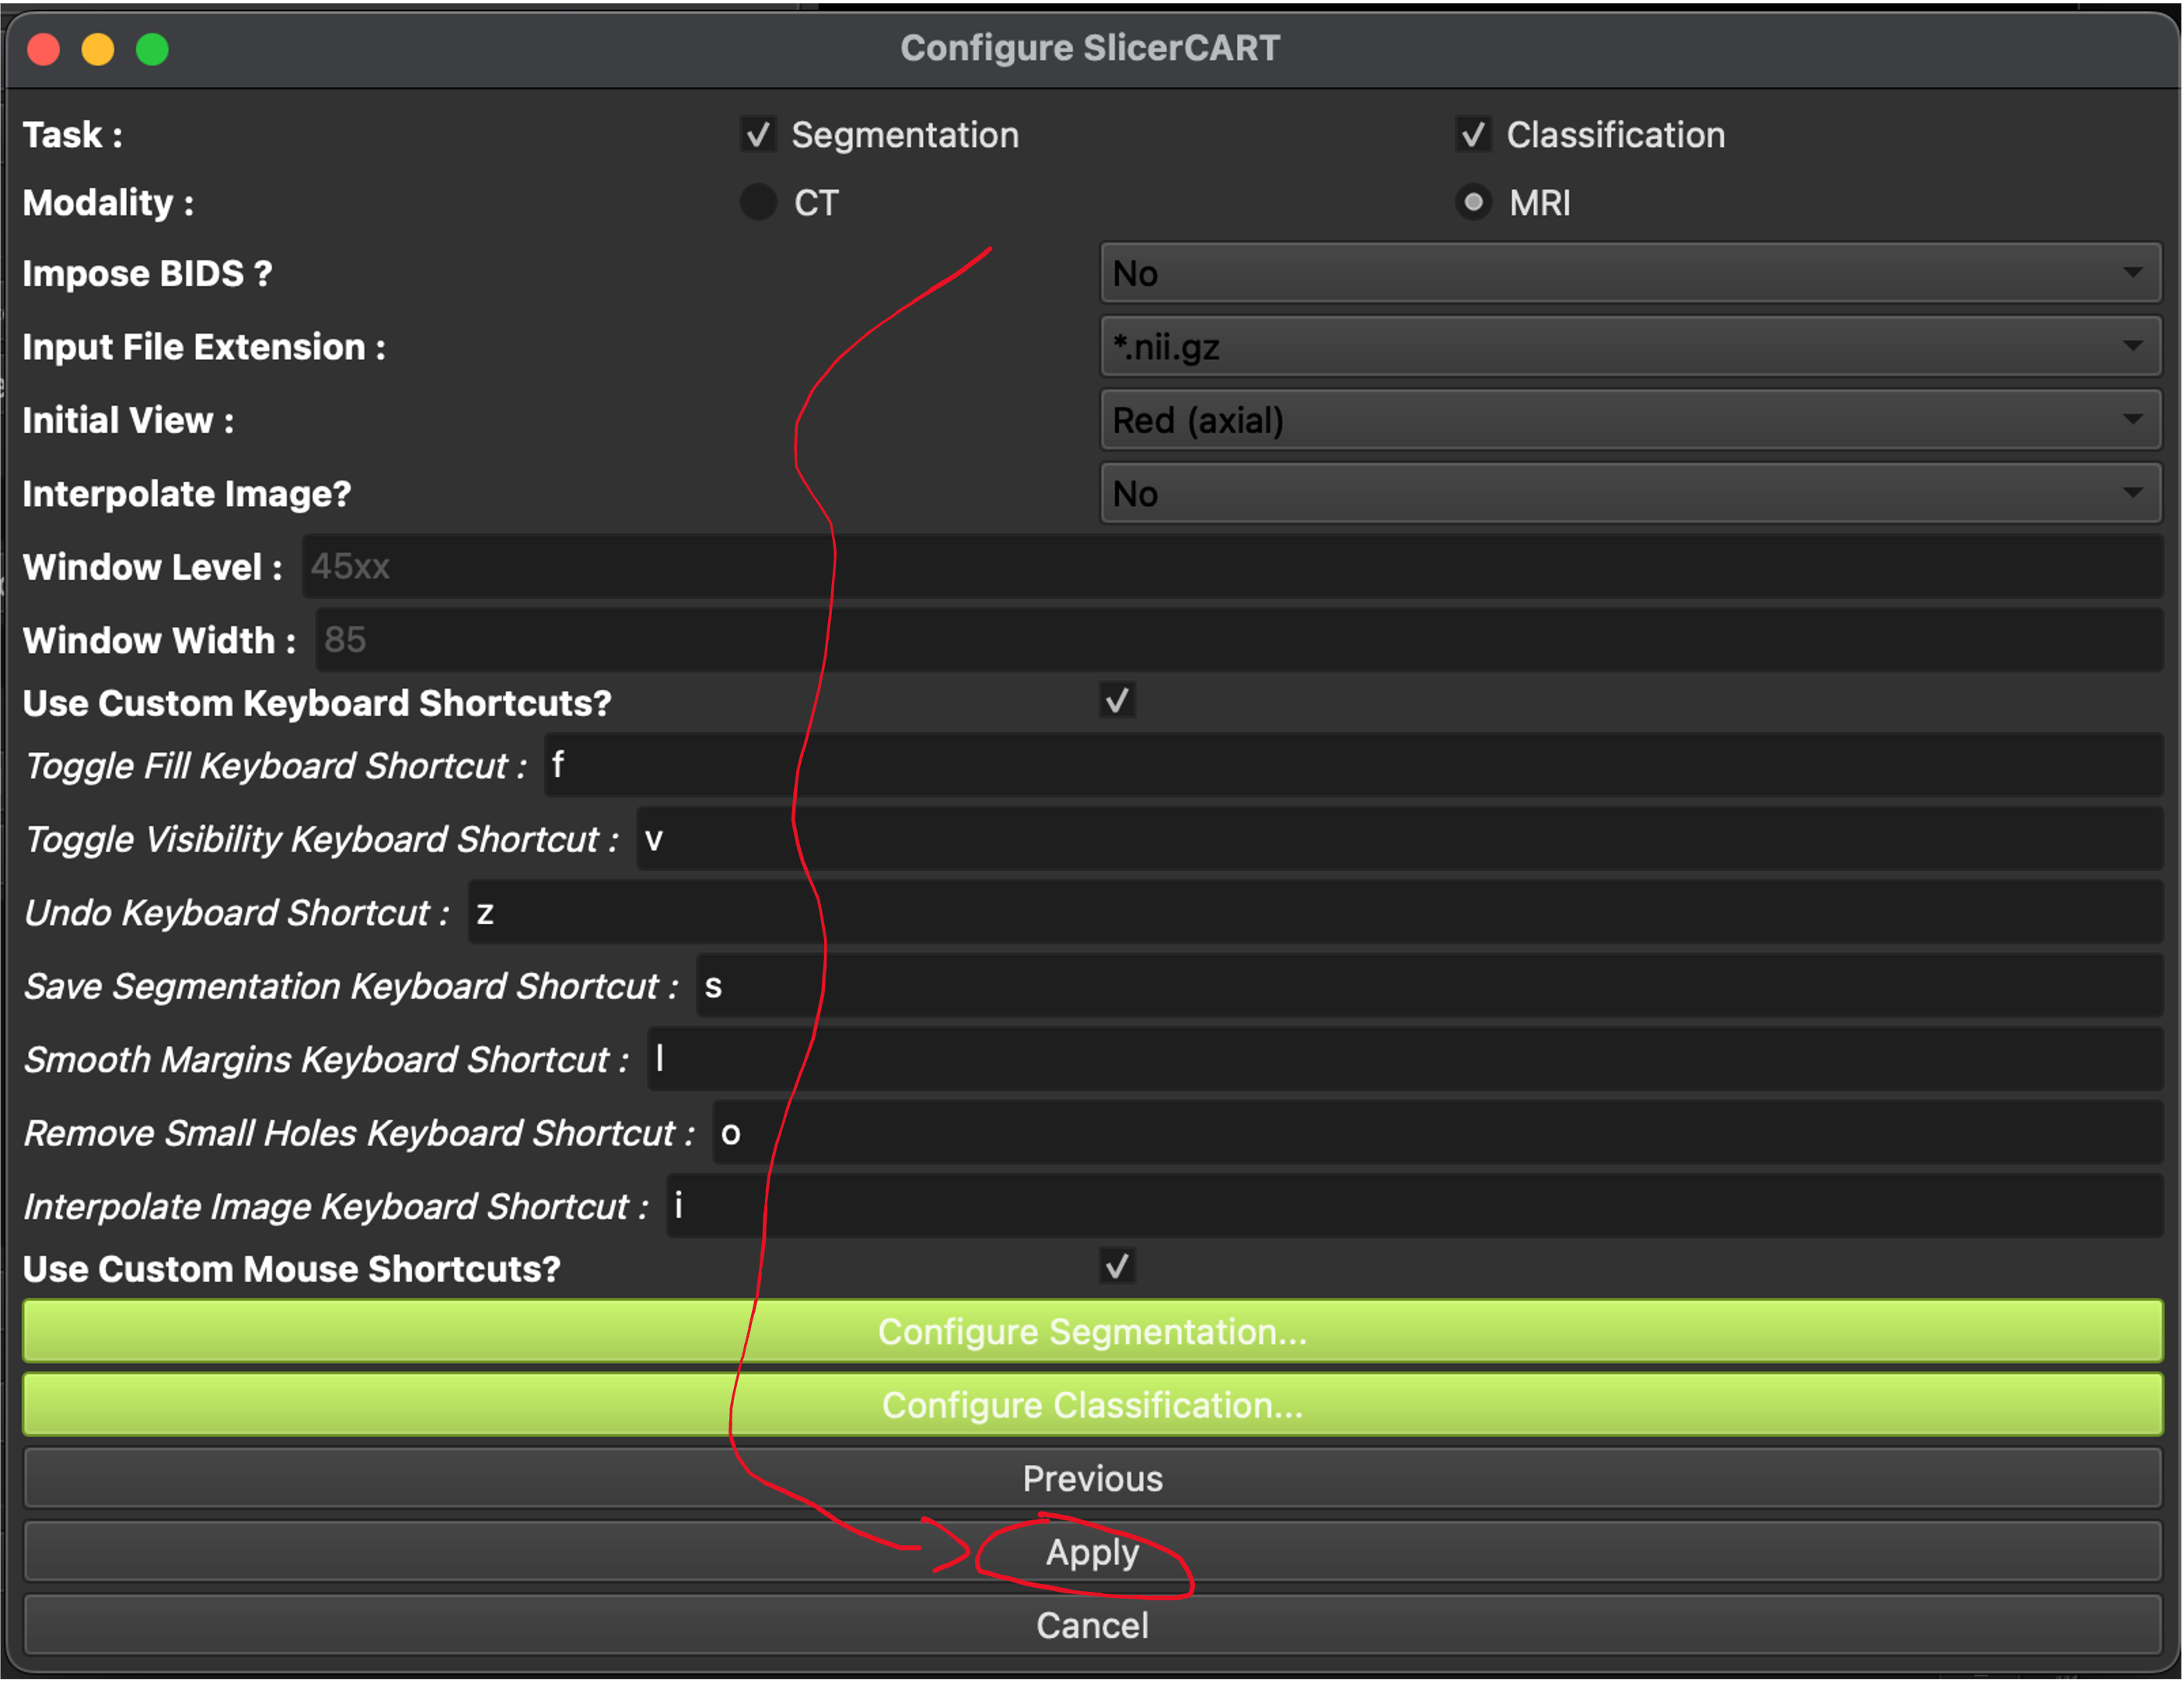 Configure SlicerCART
Task : Segmentation Classification
Modality : CT MRI
Impose BIDS ? No
Input File Extension : *.nii.gz
Initial View : Red (axial)
Interpolate Image? No
Window Level : 45xx
Window Width : 85
Use Custom Keyboard Shortcuts?
Toggle Fill Keyboard Shortcut : f
Toggle Visibility Keyboard Shortcut : v
Undo Keyboard Shortcut : z
Save Segmentation Keyboard Shortcut : s
Smooth Margins Keyboard Shortcut : l
Remove Small Holes Keyboard Shortcut : o
Interpolate Image Keyboard Shortcut : i
Use Custom Mouse Shortcuts?
Configure Segmentation...
Configure Classification...
Previous
Apply
Cancel